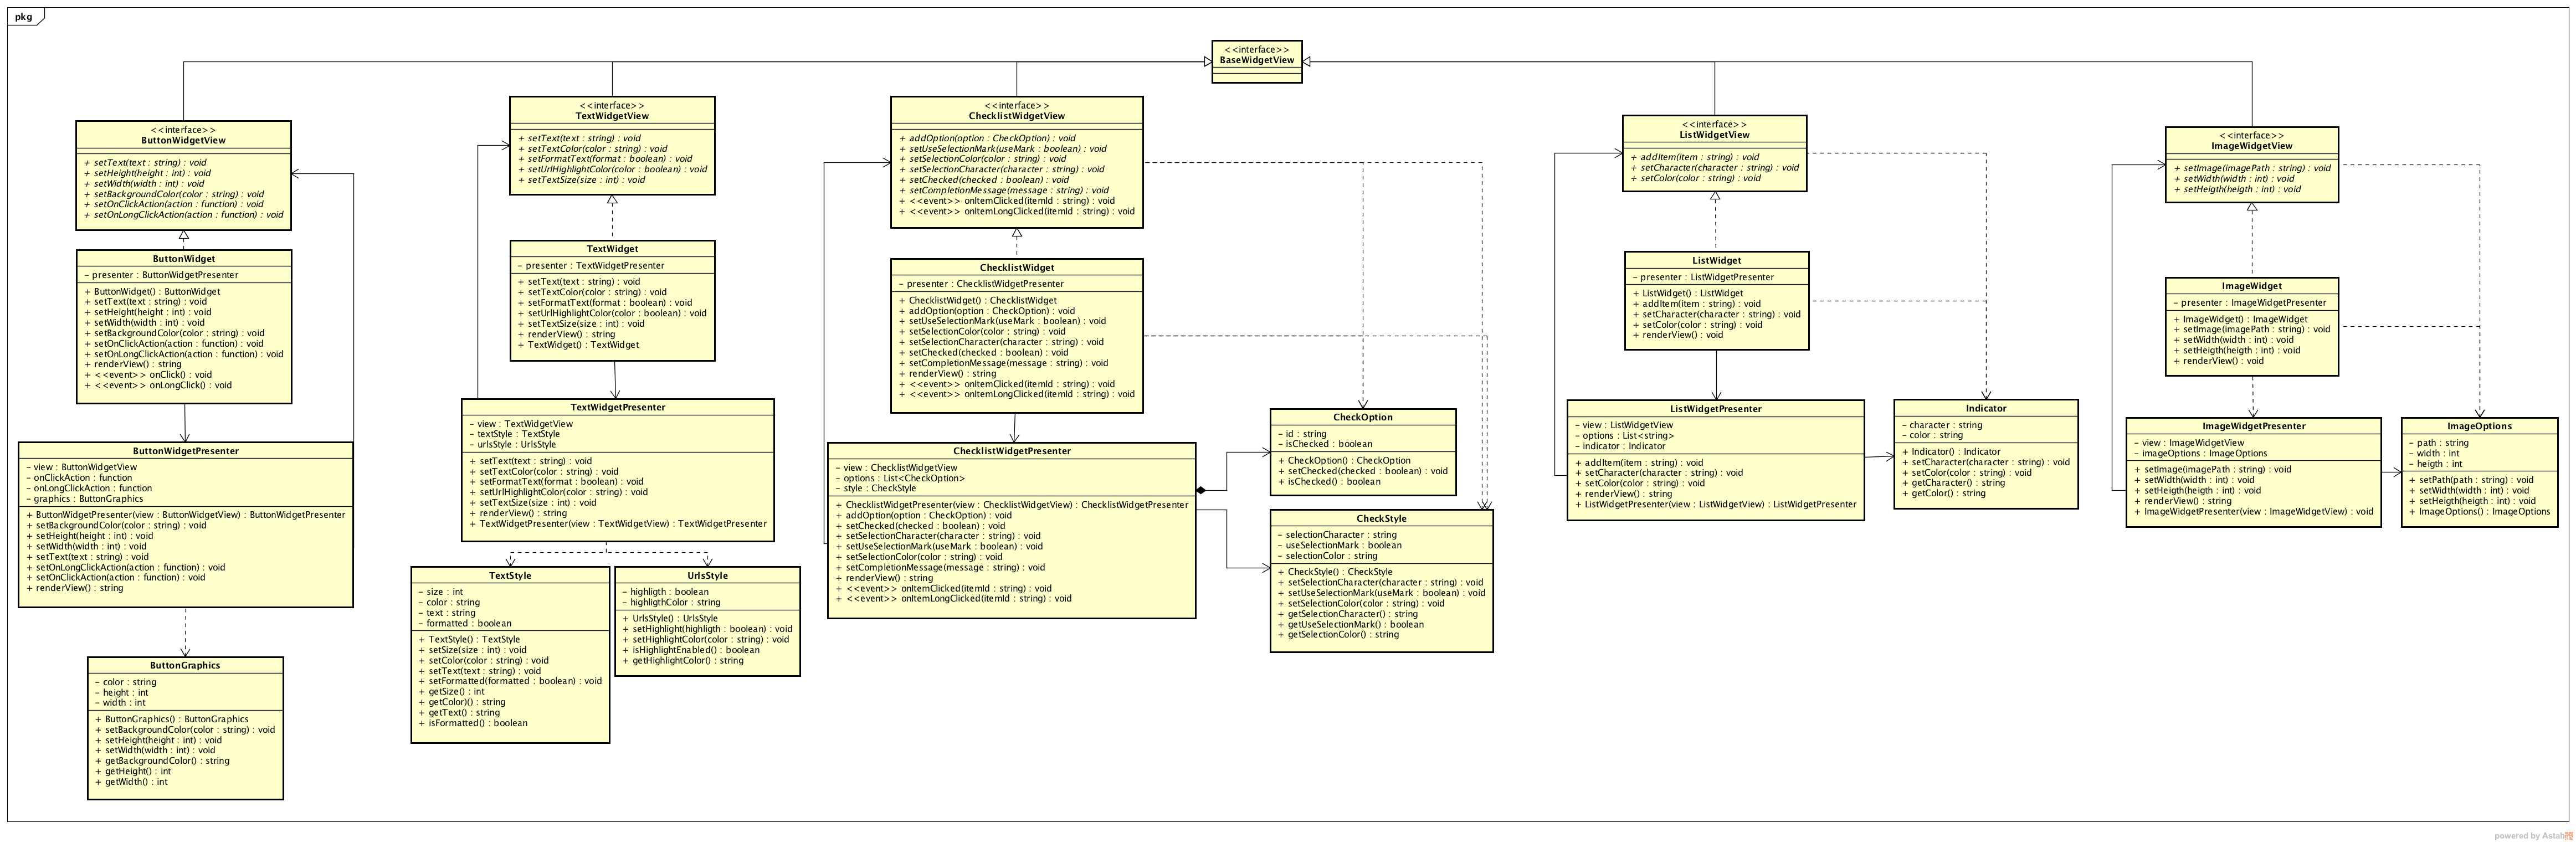 pkg
<<interface>>
BaseWidgetView
<<interface>>
ButtonWidgetView
+ setText(text : string) : void
+ setHeight(height : int) : void
+ setWidth(width : int) : void
+ setBackgroundColor(color : string) : void
+ setOnClickAction(action : function) : void
+ setOnLongClickAction(action : function) : void
ButtonWidget
– presenter : ButtonWidgetPresenter
+ ButtonWidget() : ButtonWidget
+ setText(text : string) : void
+ setHeight(height : int) : void
+ setWidth(width : int) : void
+ setBackgroundColor(color : string) : void
+ setOnClickAction(action : function) : void
+ setOnLongClickAction(action : function) : void
+ renderView() : string
+ <<event>> onClick() : void
+ <<event>> onLongClick() : void
ButtonWidgetPresenter
– view : ButtonWidgetView
– onClickAction : function
– onLongClickAction : function
– graphics : ButtonGraphics
+ ButtonWidgetPresenter(view : ButtonWidgetView) : ButtonWidgetPresenter
+ setBackgroundColor(color : string) : void
+ setHeight(height : int) : void
+ setWidth(width : int) : void
+ setText(text : string) : void
+ setOnLongClickAction(action : function) : void
+ setOnClickAction(action : function) : void
+ renderView() : string
ButtonGraphics
– color : string
– height : int
– width : int
+ ButtonGraphics() : ButtonGraphics
+ setBackgroundColor(color : string) : void
+ setHeight(height : int) : void
+ setWidth(width : int) : void
+ getBackgroundColor() : string
+ getHeight() : int
+ getWidth() : int
<<interface>>
TextWidgetView
+ setText(text : string) : void
+ setTextColor(color : string) : void
+ setFormatText(format : boolean) : void
+ setUrlHighlightColor(color : boolean) : void
+ setTextSize(size : int) : void
TextWidget
– presenter : TextWidgetPresenter
+ setText(text : string) : void
+ setTextColor(color : string) : void
+ setFormatText(format : boolean) : void
+ setUrlHighlightColor(color : boolean) : void
+ setTextSize(size : int) : void
+ renderView() : string
+ TextWidget() : TextWidget
TextWidgetPresenter
– view : TextWidgetView
– textStyle : TextStyle
– urlsStyle : UrlsStyle
+ setText(text : string) : void
+ setTextColor(color : string) : void
+ setFormatText(format : boolean) : void
+ setUrlHighlightColor(color : string) : void
+ setTextSize(size : int) : void
+ renderView() : string
+ TextWidgetPresenter(view : TextWidgetView) : TextWidgetPresenter
TextStyle
– size : int
– color : string
– text : string
– formatted : boolean
+ TextStyle() : TextStyle
+ setSize(size : int) : void
+ setColor(color : string) : void
+ setText(text : string) : void
+ setFormatted(formatted : boolean) : void
+ getSize() : int
+ getColor)() : string
+ getText() : string
+ isFormatted() : boolean
UrlsStyle
– highligth : boolean
– highligthColor : string
+ UrlsStyle() : UrlsStyle
+ setHighlight(highligth : boolean) : void
+ setHighlightColor(color : string) : void
+ isHighlightEnabled() : boolean
+ getHighlightColor() : string
<<interface>>
ChecklistWidgetView
+ addOption(option : CheckOption) : void
+ setUseSelectionMark(useMark : boolean) : void
+ setSelectionColor(color : string) : void
+ setSelectionCharacter(character : string) : void
+ setChecked(checked : boolean) : void
+ setCompletionMessage(message : string) : void
+ <<event>> onItemClicked(itemId : string) : void
+ <<event>> onItemLongClicked(itemId : string) : void
ChecklistWidget
– presenter : ChecklistWidgetPresenter
+ ChecklistWidget() : ChecklistWidget
+ addOption(option : CheckOption) : void
+ setUseSelectionMark(useMark : boolean) : void
+ setSelectionColor(color : string) : void
+ setSelectionCharacter(character : string) : void
+ setChecked(checked : boolean) : void
+ setCompletionMessage(message : string) : void
+ renderView() : string
+ <<event>> onItemClicked(itemId : string) : void
+ <<event>> onItemLongClicked(itemId : string) : void
ChecklistWidgetPresenter
– view : ChecklistWidgetView
– options : List<CheckOption>
– style : CheckStyle
+ ChecklistWidgetPresenter(view : ChecklistWidgetView) : ChecklistWidgetPresenter
+ addOption(option : CheckOption) : void
+ setChecked(checked : boolean) : void
+ setSelectionCharacter(character : string) : void
+ setUseSelectionMark(useMark : boolean) : void
+ setSelectionColor(color : string) : void
+ setCompletionMessage(message : string) : void
+ renderView() : string
+ <<event>> onItemClicked(itemId : string) : void
+ <<event>> onItemLongClicked(itemId : string) : void
CheckOption
– id : string
– isChecked : boolean
+ CheckOption() : CheckOption
+ setChecked(checked : boolean) : void
+ isChecked() : boolean
CheckStyle
– selectionCharacter : string
– useSelectionMark : boolean
– selectionColor : string
+ CheckStyle() : CheckStyle
+ setSelectionCharacter(character : string) : void
+ setUseSelectionMark(useMark : boolean) : void
+ setSelectionColor(color : string) : void
+ getSelectionCharacter() : string
+ getUseSelectionMark() : boolean
+ getSelectionColor() : string
<<interface>>
ListWidgetView
+ addItem(item : string) : void
+ setCharacter(character : string) : void
+ setColor(color : string) : void
ListWidget
– presenter : ListWidgetPresenter
+ ListWidget() : ListWidget
+ addItem(item : string) : void
+ setCharacter(character : string) : void
+ setColor(color : string) : void
+ renderView() : void
ListWidgetPresenter
– view : ListWidgetView
– options : List<string>
– indicator : Indicator
+ addItem(item : string) : void
+ setCharacter(character : string) : void
+ setColor(color : string) : void
+ renderView() : string
+ ListWidgetPresenter(view : ListWidgetView) : ListWidgetPresenter
Indicator
– character : string
– color : string
+ Indicator() : Indicator
+ setCharacter(character : string) : void
+ setColor(color : string) : void
+ getCharacter() : string
+ getColor() : string
<<interface>>
ImageWidgetView
+ setImage(imagePath : string) : void
+ setWidth(width : int) : void
+ setHeigth(heigth : int) : void
ImageWidget
– presenter : ImageWidgetPresenter
+ ImageWidget() : ImageWidget
+ setImage(imagePath : string) : void
+ setWidth(width : int) : void
+ setHeigth(heigth : int) : void
+ renderView() : void
ImageWidgetPresenter
– view : ImageWidgetView
– imageOptions : ImageOptions
+ setImage(imagePath : string) : void
+ setWidth(width : int) : void
+ setHeigth(heigth : int) : void
+ renderView() : string
+ ImageWidgetPresenter(view : ImageWidgetView) : void
ImageOptions
– path : string
– width : int
– heigth : int
+ setPath(path : string) : void
+ setWidth(width : int) : void
+ setHeigth(heigth : int) : void
+ ImageOptions() : ImageOptions
powered by Astah